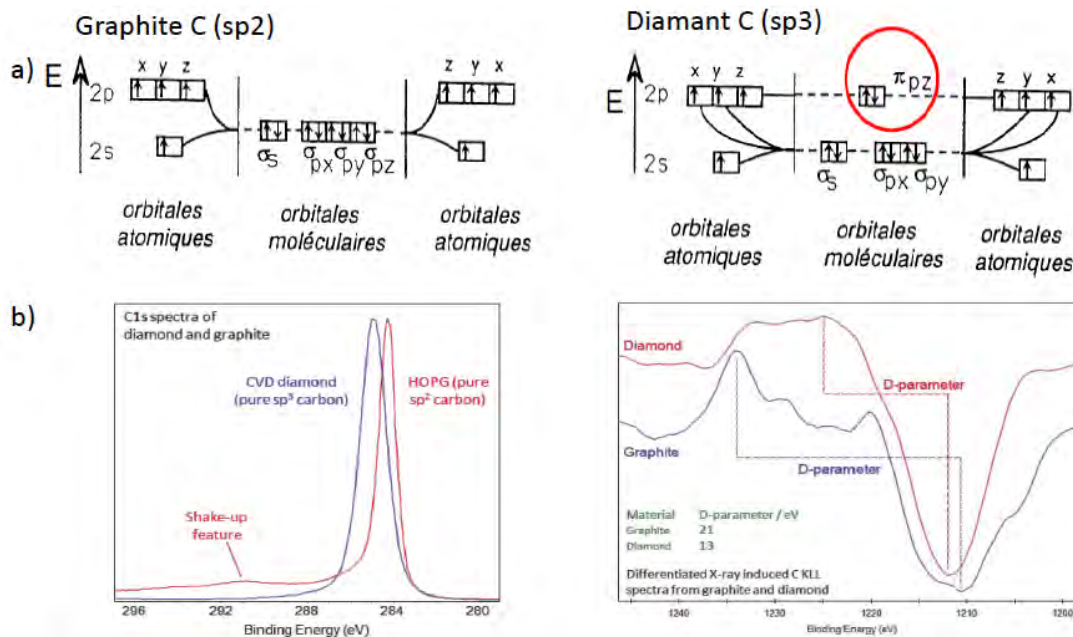 Graphite C (sp2)
Diamant C (sp3)
a)
E
x y z
2p
2s
σs σpx σpy σpz
z y x
orbitales atomiques
orbitales moléculaires
orbitales atomiques
E
x y z
2p
2s
π pz
σs σpx σpy
z y x
orbitales atomiques
orbitales moléculaires
orbitales atomiques
b)
C1s spectra of
diamond and graphite
CVD diamond
(pure sp³ carbon)
HOPG (pure
sp² carbon)
Shake-up
feature
296 292 288 284 280
Binding Energy (eV)
Diamond
D-parameter
Graphite
D-parameter
Material D-parameter / eV
Graphite 21
Diamond 13
Differentiated X-ray induced C KLL
spectra from graphite and diamond
1240 1230 1220 1210 1200
Binding Energy (eV)